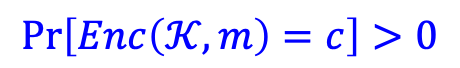 Pr[𝐸𝑛𝑐(𝒦, 𝑚) = 𝑐] > 0